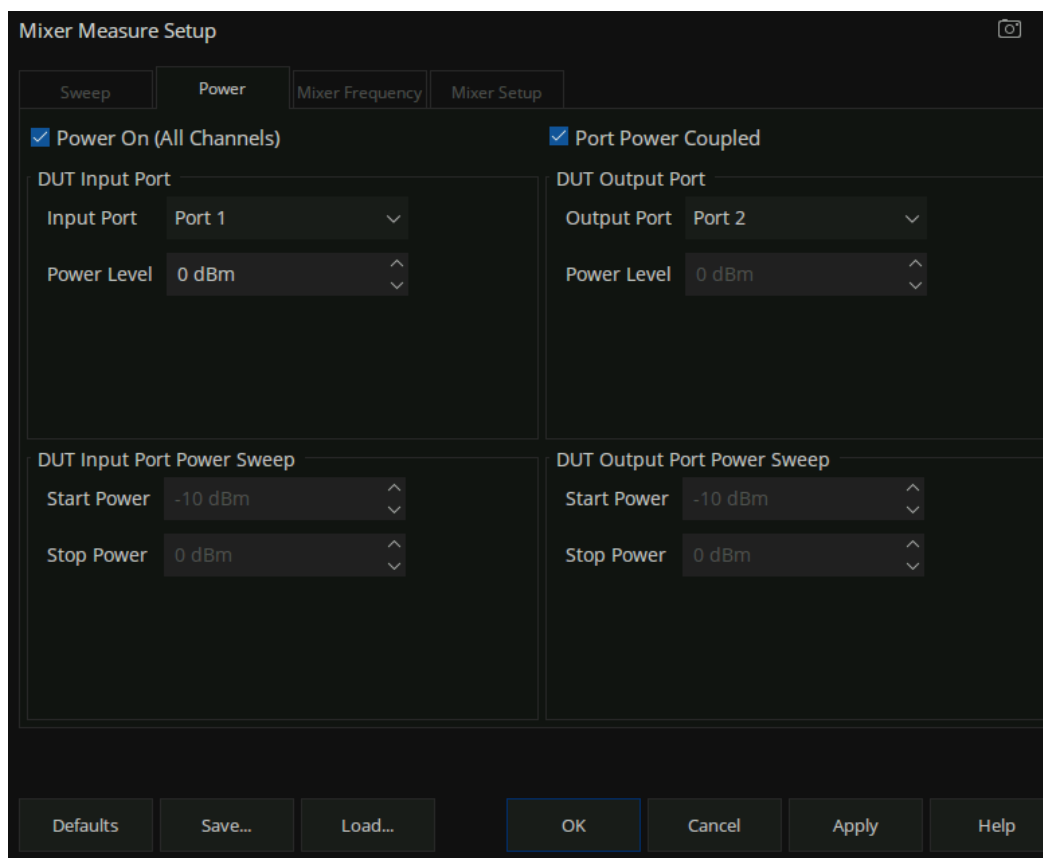 Mixer Measure Setup
Sweep Power Mixer Frequency Mixer Setup
Power On (All Channels) Port Power Coupled
DUT Input Port DUT Output Port
Input Port Port 1 Output Port Port 2
Power Level 0 dBm Power Level 0 dBm
DUT Input Port Power Sweep DUT Output Port Power Sweep
Start Power -10 dBm Start Power -10 dBm
Stop Power 0 dBm Stop Power 0 dBm
Defaults Save... Load... OK Cancel Apply Help